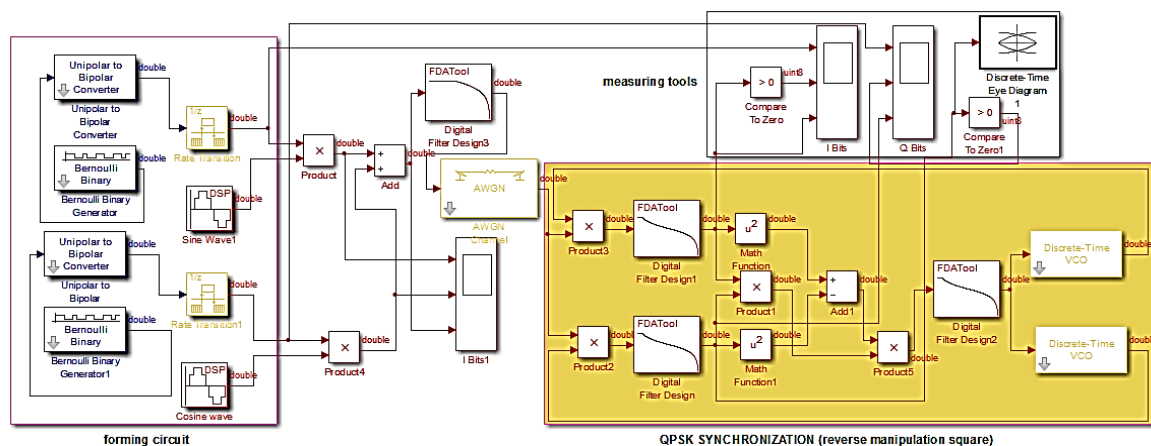 Unipolar to
Bipolar
Converter
double
Unipolar to
Bipolar
Converter
1/z
double
Rate Transition
Bernoulli
Binary
double
Bernoulli Binary
Generator
DSP
double
Sine Wave1
Unipolar to
Bipolar
Converter
double
Unipolar to
Bipolar
1/z
double
Rate Transition1
Bernoulli
Binary
double
Bernoulli Binary
Generator1
DSP
double
Cosine wave
forming circuit
×
double
Product
×
double
Product4
+
+
double
Add
FDATool
double
Digital
Filter Design3
AWGN
double
AWGN
Channel
I Bits1
measuring tools
> 0
uint8
Compare
To Zero
I Bits
Q Bits
Discrete-Time
Eye Diagram
1
> 0
double
uint8
Compare
To Zero1
×
double
Product3
FDATool
double
Digital
Filter Design1
u²
double
Math
Function
×
double
Product1
+
−
double
Add1
×
double
Product2
FDATool
double
Digital
Filter Design
u²
double
Math
Function1
×
double
Product5
FDATool
double
Digital
Filter Design2
Discrete-Time
VCO
double
Discrete-Time
VCO
double
QPSK SYNCHRONIZATION (reverse manipulation square)